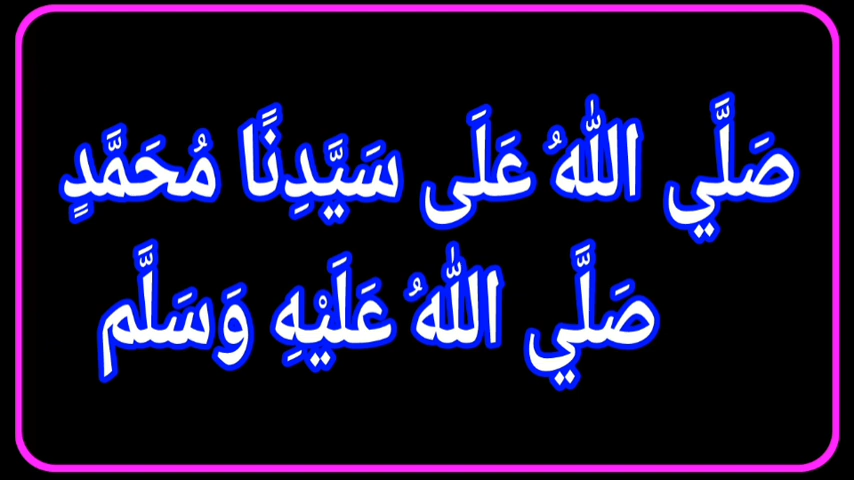 صَلَّي اللهُ عَلَى سَيَّدِنًا مُحَمَّدٍ
صَلَّي اللهُ عَلَيْهِ وَسَلَّم